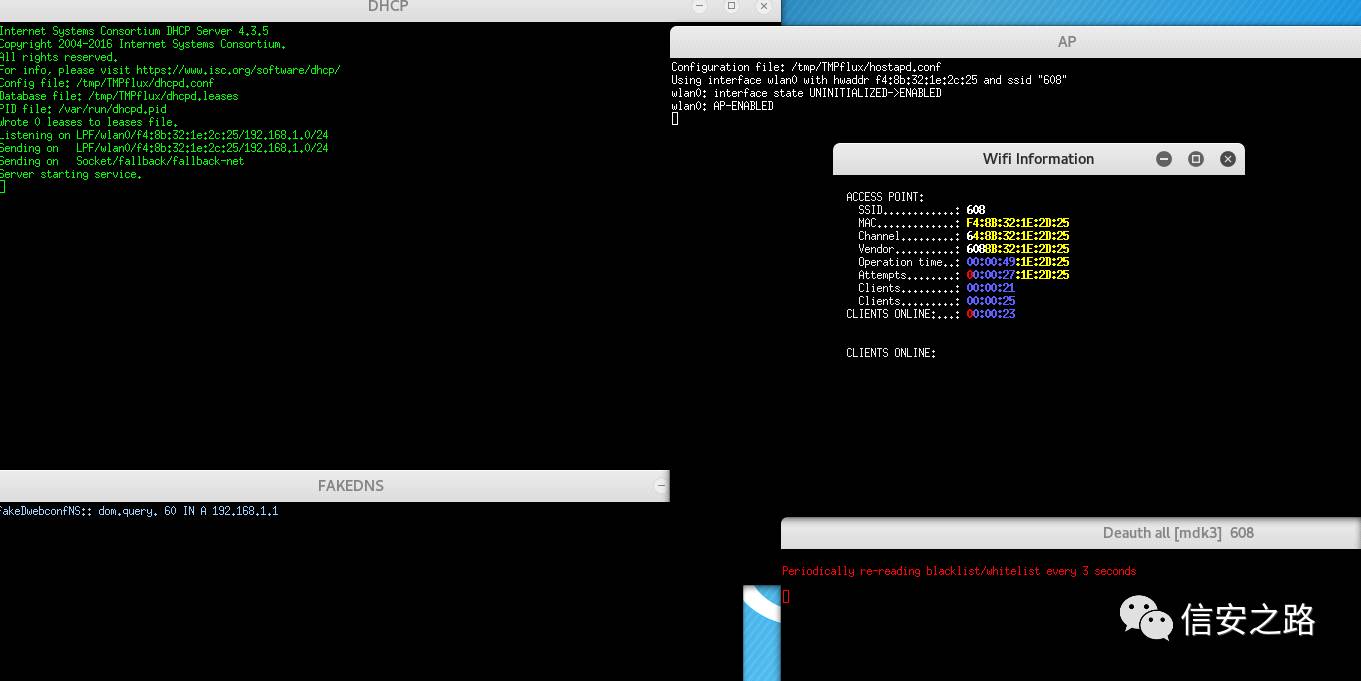 DHCP
Internet Systems Consortium DHCP Server 4.3.5
Copyright 2004-2016 Internet Systems Consortium.
All rights reserved.
For info, please visit https://www.isc.org/software/dhcp/
Config file: /tmp/TMPflux/dhcpd.conf
Database file: /tmp/TMPflux/dhcpd.leases
PID file: /var/run/dhcpd.pid
Wrote 0 leases to leases file.
Listening on LPF/wlan0/f4:8b:32:1e:2c:25/192.168.1.0/24
Sending on   LPF/wlan0/f4:8b:32:1e:2c:25/192.168.1.0/24
Sending on   Socket/fallback/fallback-net
Server starting service.
AP
Configuration file: /tmp/TMPflux/hostapd.conf
Using interface wlan0 with hwaddr f4:8b:32:1e:2c:25 and ssid "608"
wlan0: interface state UNINITIALIZED->ENABLED
wlan0: AP-ENABLED
Wifi Information
ACCESS POINT:
SSID............: 608
MAC.............: F4:8B:32:1E:2D:25
Channel.........: 64:8B:32:1E:2D:25
Vendor..........: 6088B:32:1E:2D:25
Operation time..: 00:00:49:1E:2D:25
Attempts........: 00:00:27:1E:2D:25
Clients.........: 00:00:21
Clients.........: 00:00:25
CLIENTS ONLINE:...: 00:00:23
CLIENTS ONLINE:
FAKEDNS
fakeDwebconfNS:: dom.query. 60 IN A 192.168.1.1
Deauth all [mdk3]  608
Periodically re-reading blacklist/whitelist every 3 seconds
信安之路